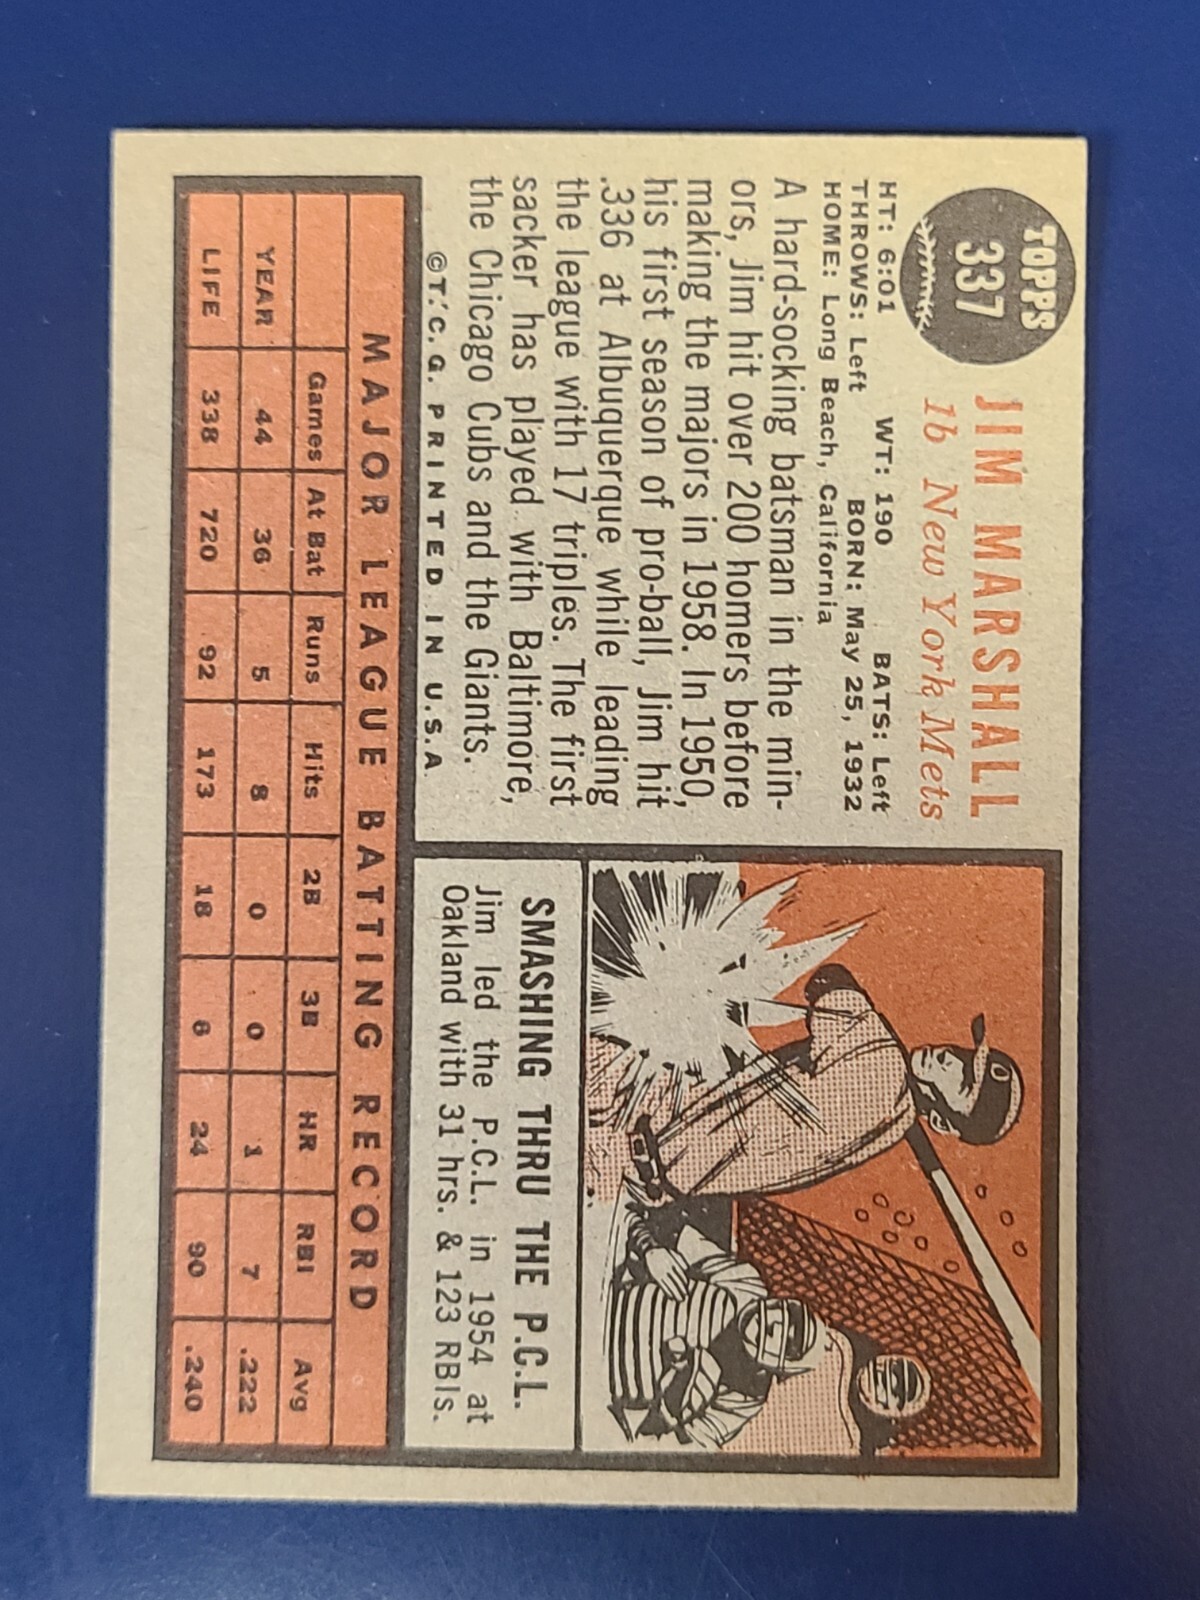 TOPPS
337
JIM MARSHALL
1b New York Mets
HT: 6:01 WT: 190 BATS: Left
THROWS: Left BORN: May 25, 1932
HOME: Long Beach, California
A hard-socking batsman in the min-
ors, Jim hit over 200 homers before
making the majors in 1958. In 1950,
his first season of pro-ball, Jim hit
.336 at Albuquerque while leading
the league with 17 triples. The first
sacker has played with Baltimore,
the Chicago Cubs and the Giants.
©T.C.G. PRINTED IN U.S.A
O
SMASHING THRU THE P.C.L.
Jim led the P.C.L. in 1954 at
Oakland with 31 hrs. & 123 RBIs.
MAJOR LEAGUE BATTING RECORD
Games At Bat Runs Hits 2B 3B HR RBI Avg
YEAR 44 36 5 8 0 0 1 7 .222
LIFE 338 720 92 173 18 8 24 90 .240